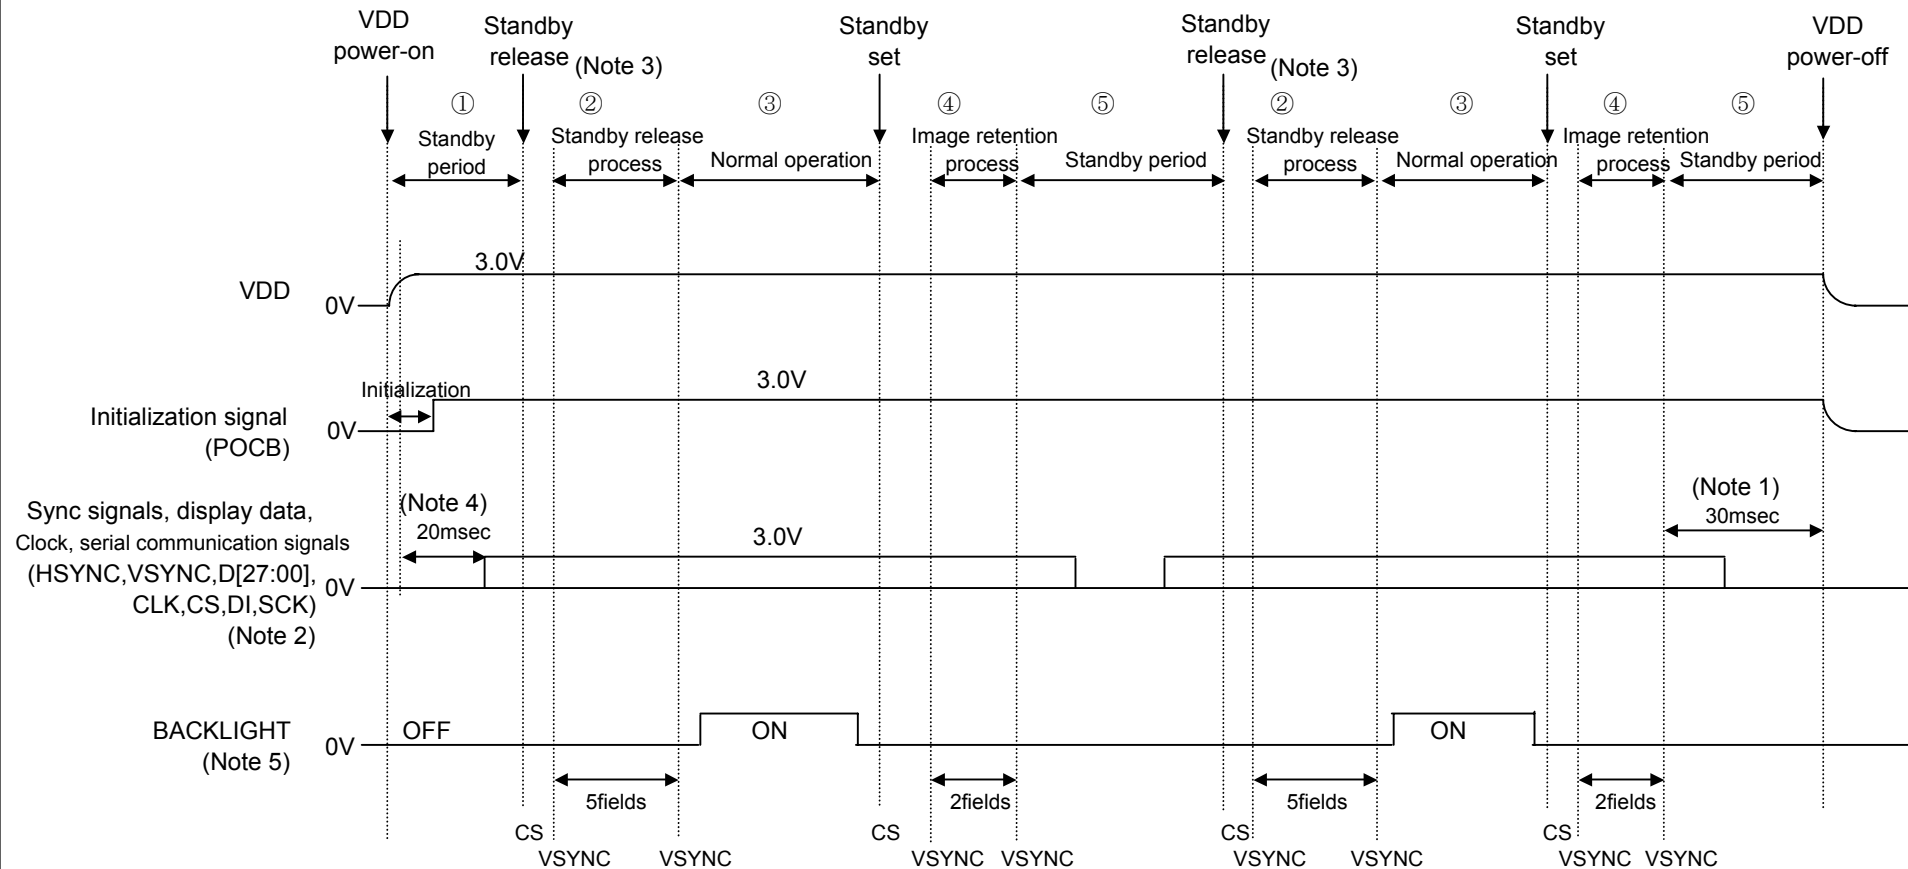 VDD
power-on
Standby
release
(Note 3)
Standby
set
Standby
release
(Note 3)
Standby
set
VDD
power-off
① ② ③ ④ ⑤ ② ③ ④ ⑤
Standby
period
Standby release
process
Normal operation
Image retention
process
Standby period
Standby release
process
Normal operation
Image retention
process
Standby period
3.0V
VDD
0V
Initialization
3.0V
Initialization signal
(POCB)
0V
(Note 4)
20msec
(Note 1)
30msec
Sync signals, display data,
Clock, serial communication signals
(HSYNC,VSYNC,D[27:00],
CLK,CS,DI,SCK)
(Note 2)
0V
3.0V
BACKLIGHT
(Note 5)
0V
OFF
ON
ON
5fields
2fields
5fields
2fields
CS
CS
CS
CS
VSYNC
VSYNC
VSYNC
VSYNC
VSYNC
VSYNC
VSYNC
VSYNC